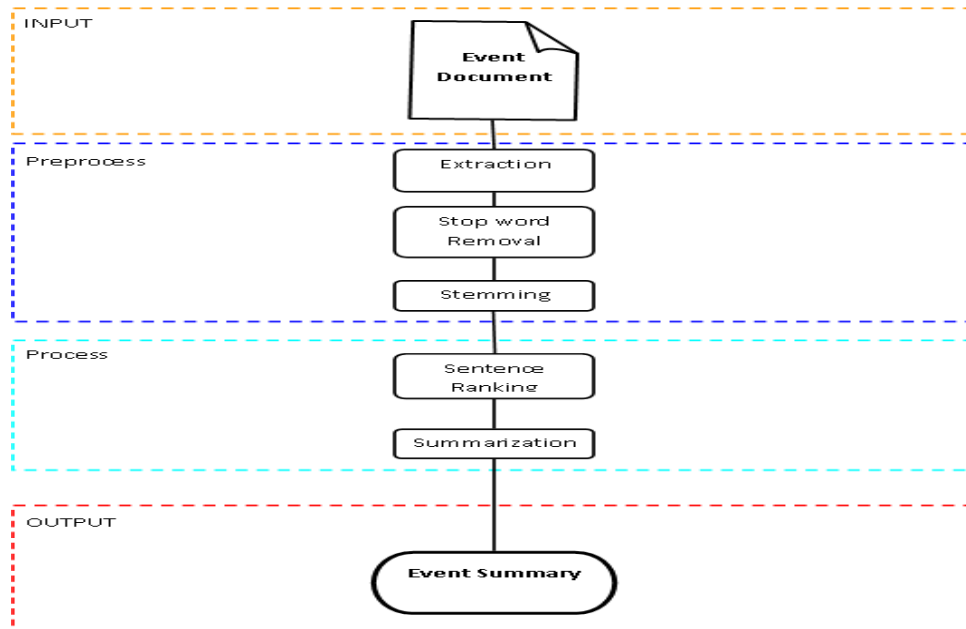 INPUT
Event
Document
Preprocess
Extraction
Stop word
Removal
Stemming
Process
Sentence
Ranking
Summarization
OUTPUT
Event Summary